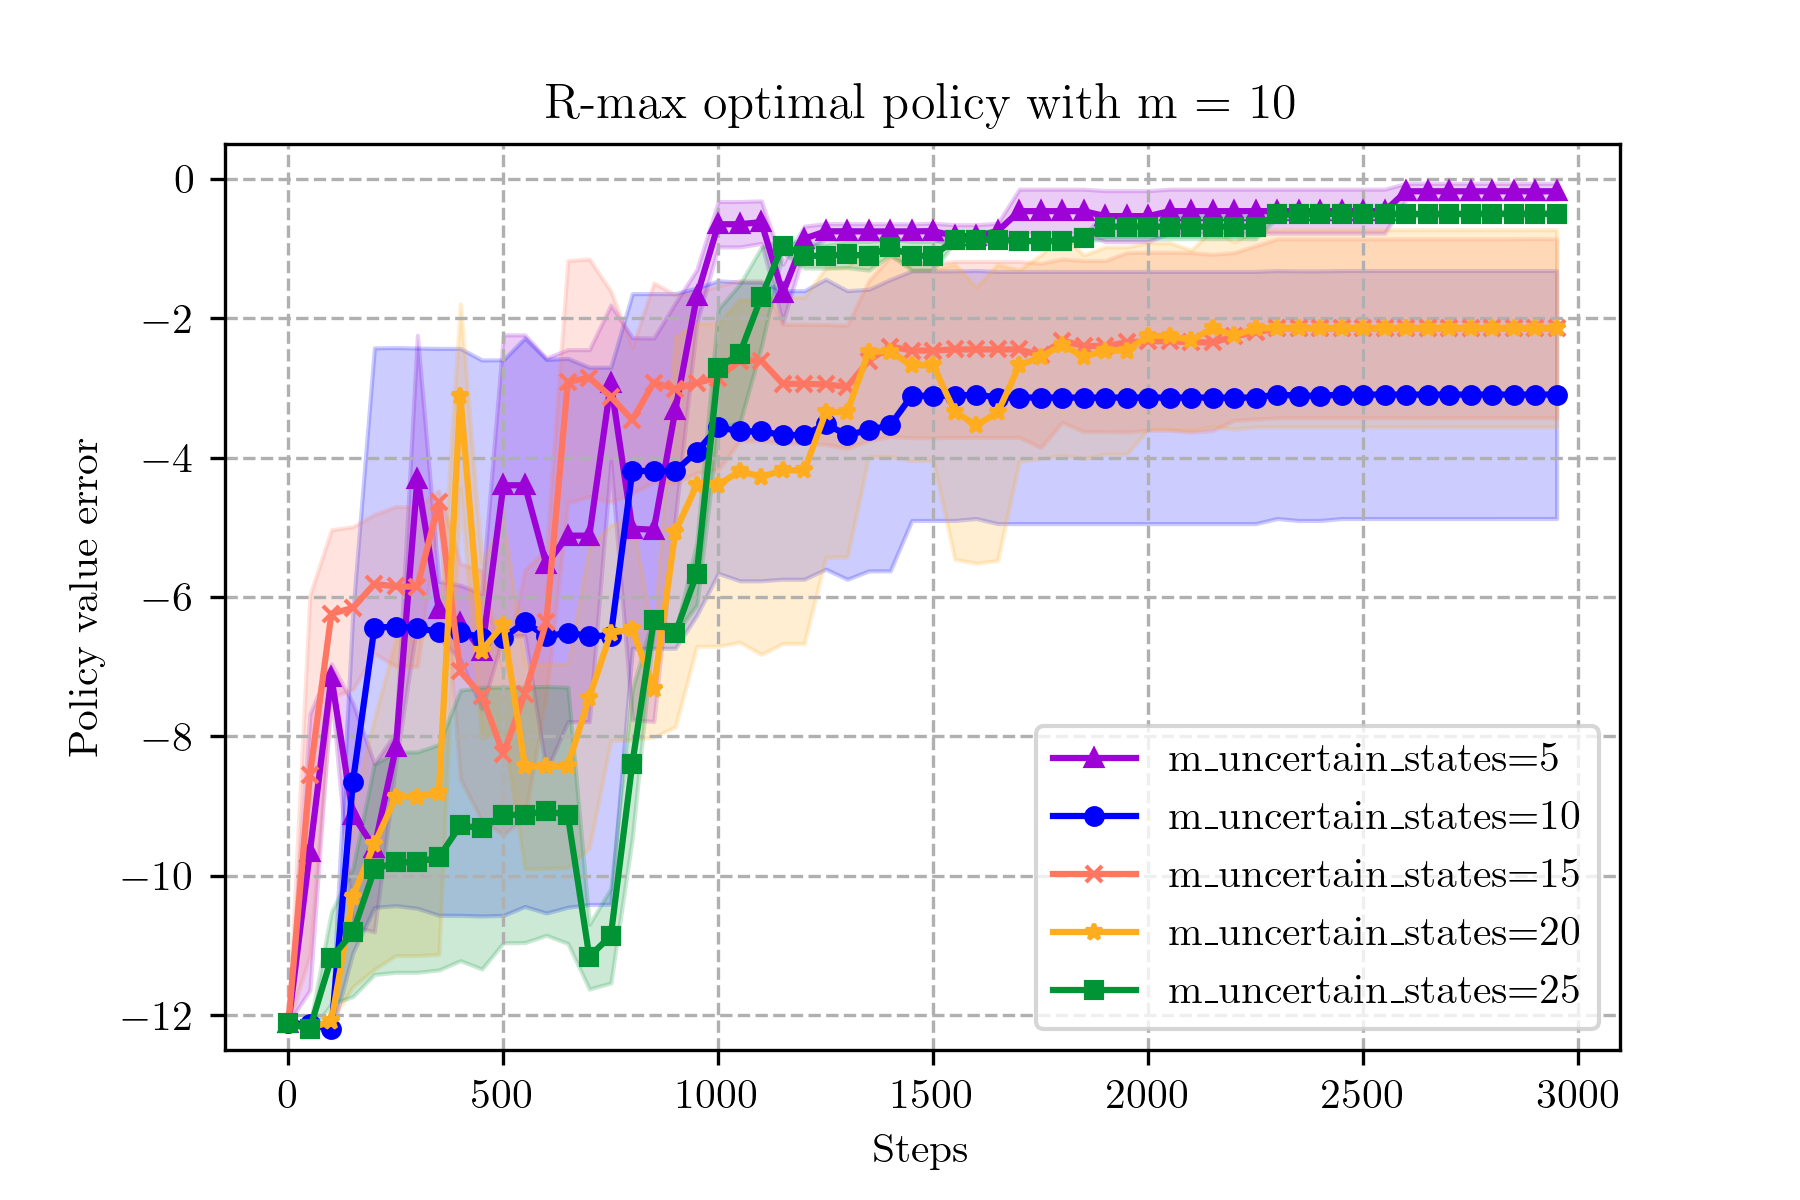 R-max optimal policy with m = 10
Policy value error
0
−2
−4
−6
−8
−10
−12
m_uncertain_states=5
m_uncertain_states=10
m_uncertain_states=15
m_uncertain_states=20
m_uncertain_states=25
0 500 1000 1500 2000 2500 3000
Steps